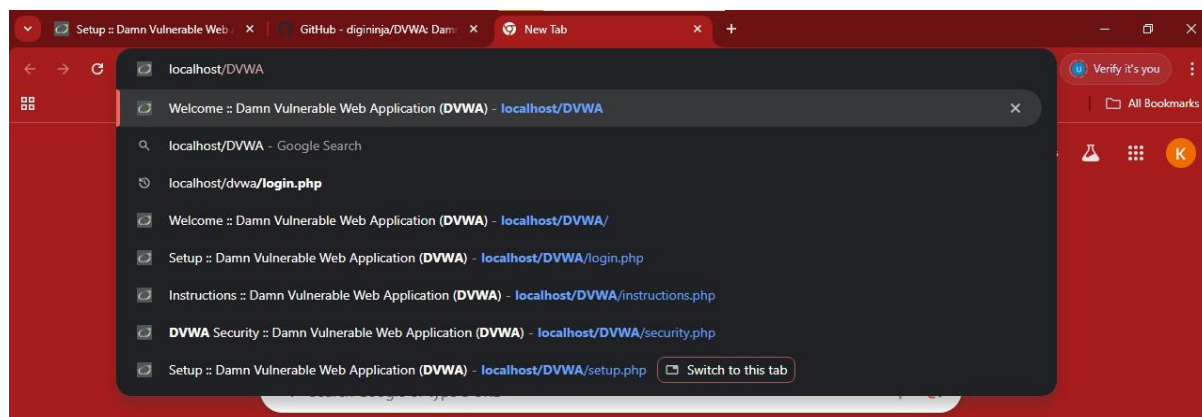 Setup :: Damn Vulnerable Web GitHub - digininja/DVWA: Dam New Tab
localhost/DVWA Verify it's you
Welcome :: Damn Vulnerable Web Application (DVWA) - localhost/DVWA All Bookmarks
localhost/DVWA - Google Search
K
localhost/dvwa/login.php
Welcome :: Damn Vulnerable Web Application (DVWA) - localhost/DVWA/
Setup :: Damn Vulnerable Web Application (DVWA) - localhost/DVWA/login.php
Instructions :: Damn Vulnerable Web Application (DVWA) - localhost/DVWA/instructions.php
DVWA Security :: Damn Vulnerable Web Application (DVWA) - localhost/DVWA/security.php
Setup :: Damn Vulnerable Web Application (DVWA) - localhost/DVWA/setup.php Switch to this tab